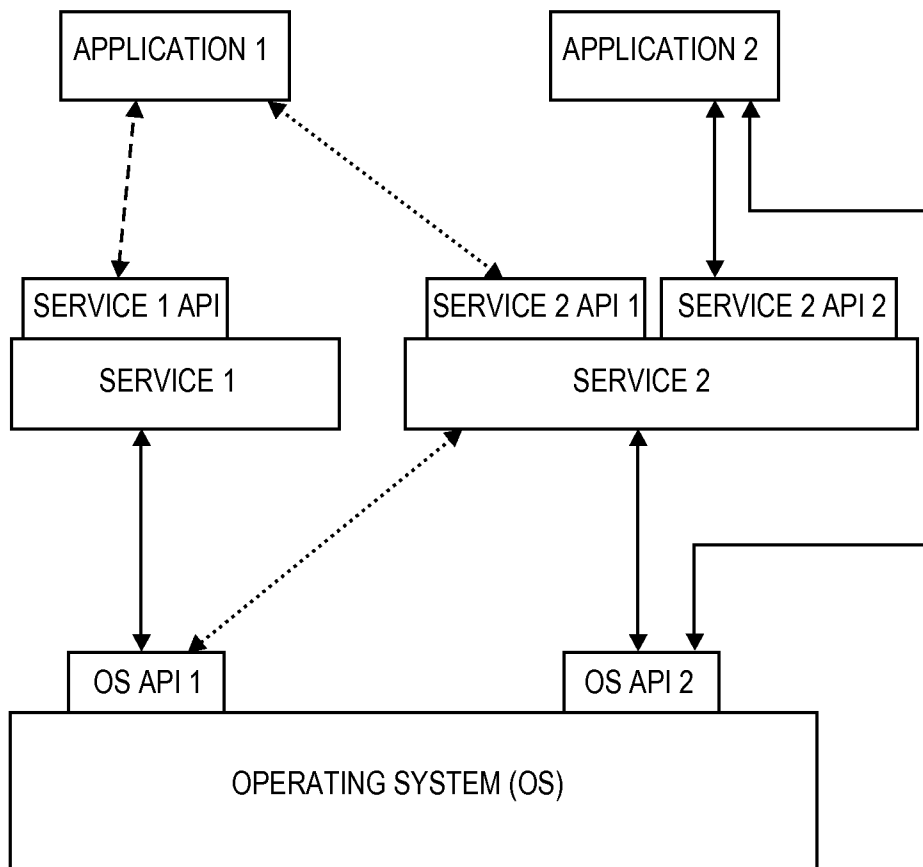 APPLICATION 1
APPLICATION 2
SERVICE 1 API
SERVICE 2 API 1
SERVICE 2 API 2
SERVICE 1
SERVICE 2
OS API 1
OS API 2
OPERATING SYSTEM (OS)